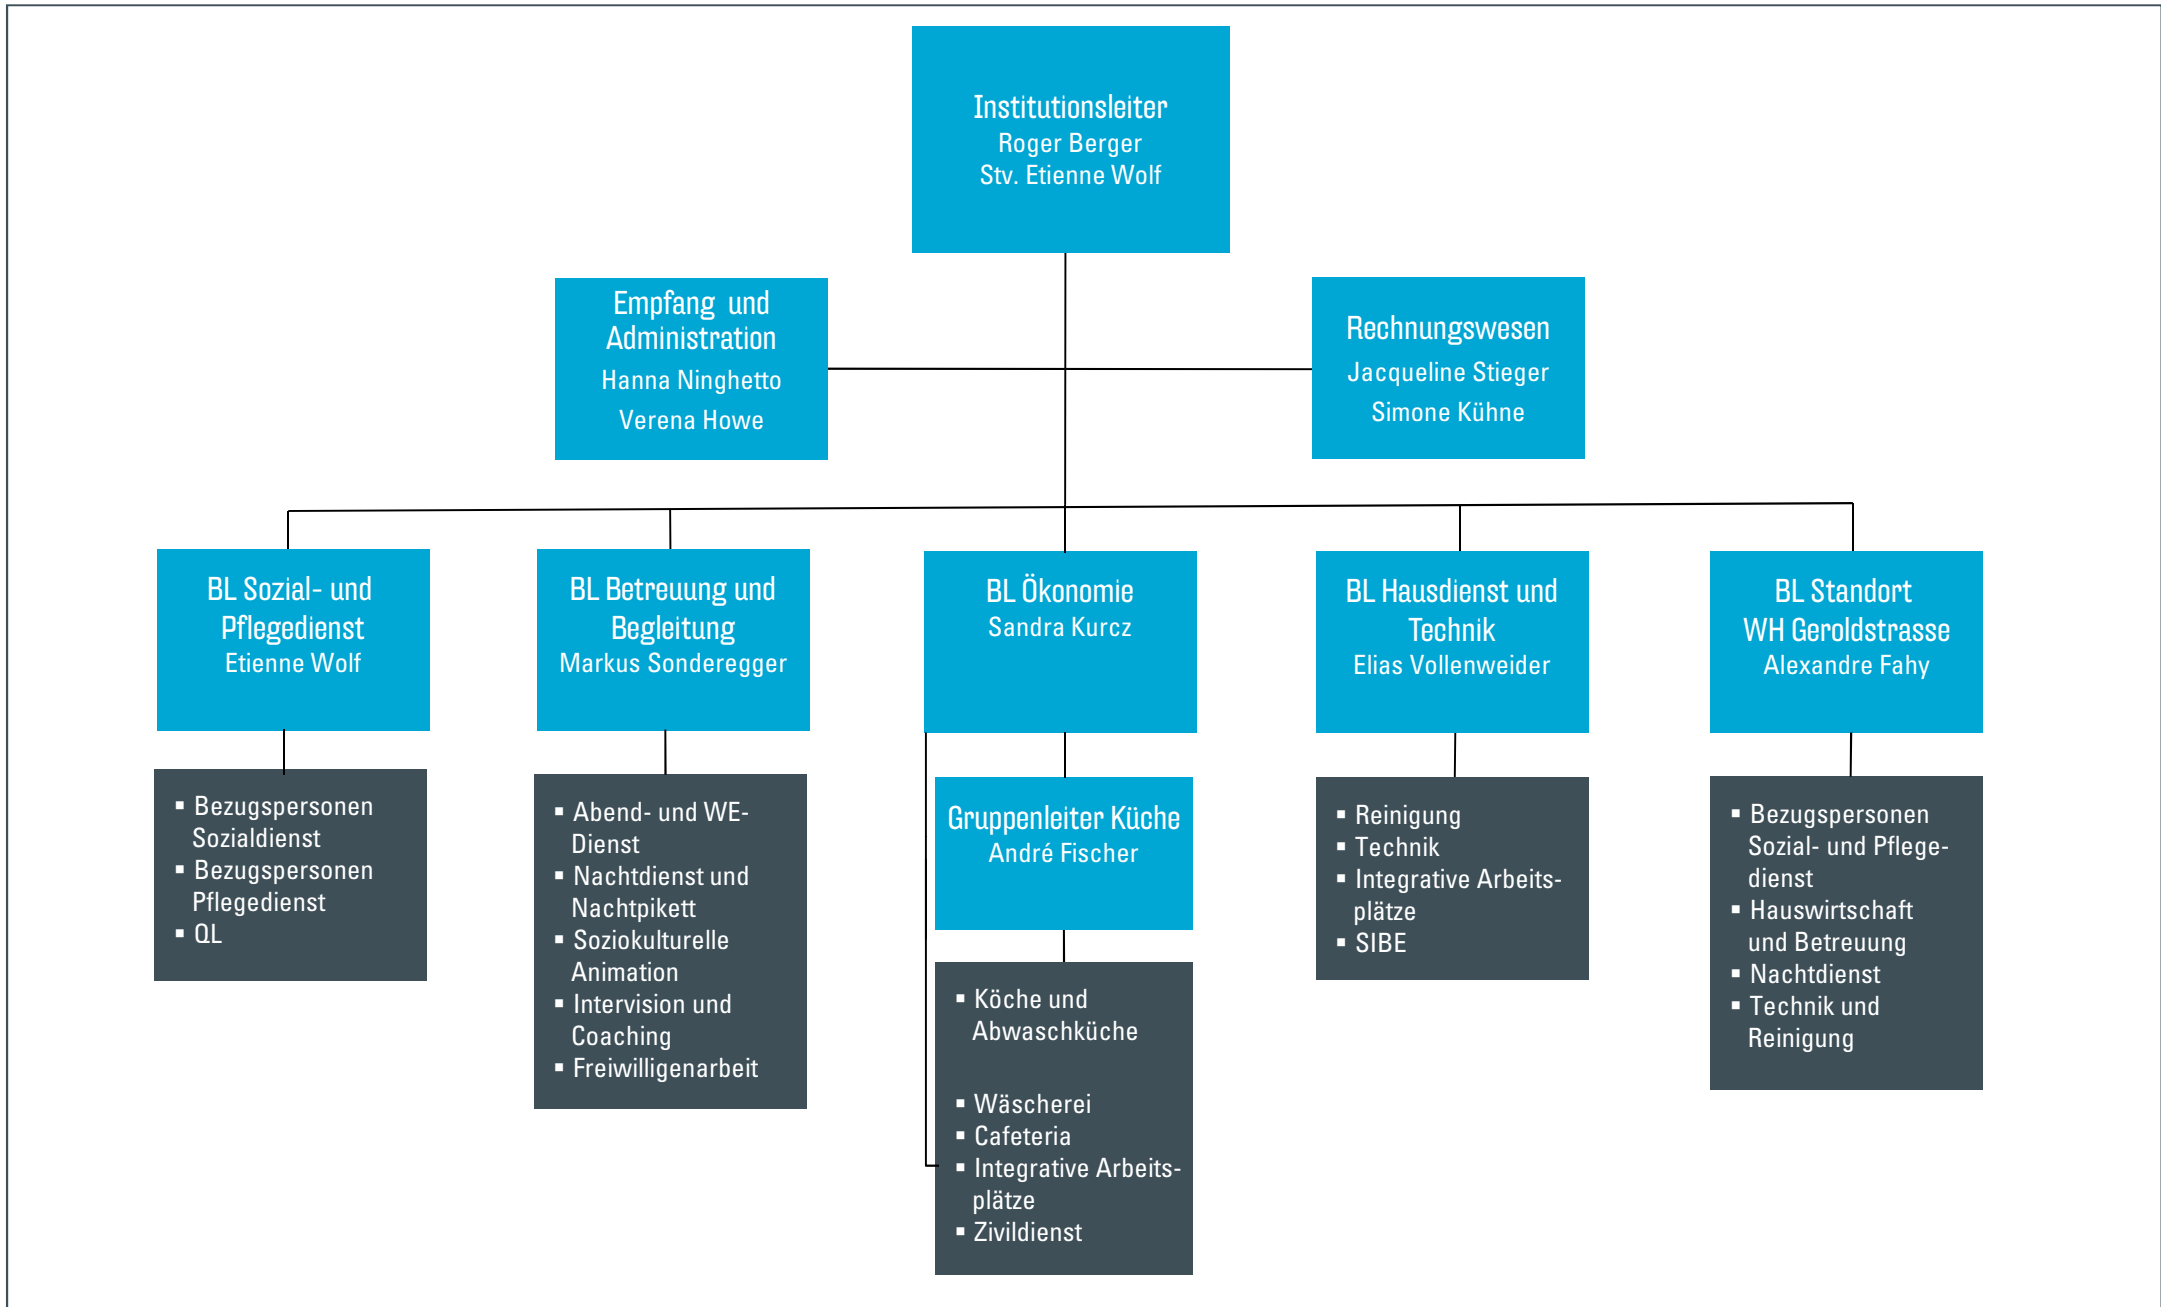 Institutionsleiter
Roger Berger
Stv. Etienne Wolf
Empfang und
Administration
Hanna Ninghetto
Verena Howe
Rechnungswesen
Jacqueline Stieger
Simone Kühne
BL Sozial- und
Pflegedienst
Etienne Wolf
BL Betreuung und
Begleitung
Markus Sonderegger
BL Ökonomie
Sandra Kurcz
BL Hausdienst und
Technik
Elias Vollenweider
BL Standort
WH Geroldstrasse
Alexandre Fahy
▪ Bezugspersonen
Sozialdienst
▪ Bezugspersonen
Pflegedienst
▪ QL
▪ Abend- und WE-
Dienst
▪ Nachtdienst und
Nachtpikett
▪ Soziokulturelle
Animation
▪ Intervision und
Coaching
▪ Freiwilligenarbeit
Gruppenleiter Küche
André Fischer
▪ Köche und
Abwaschküche
▪ Wäscherei
▪ Cafeteria
▪ Integrative Arbeits-
plätze
▪ Zivildienst
▪ Reinigung
▪ Technik
▪ Integrative Arbeits-
plätze
▪ SIBE
▪ Bezugspersonen
Sozial- und Pflege-
dienst
▪ Hauswirtschaft
und Betreuung
▪ Nachtdienst
▪ Technik und
Reinigung